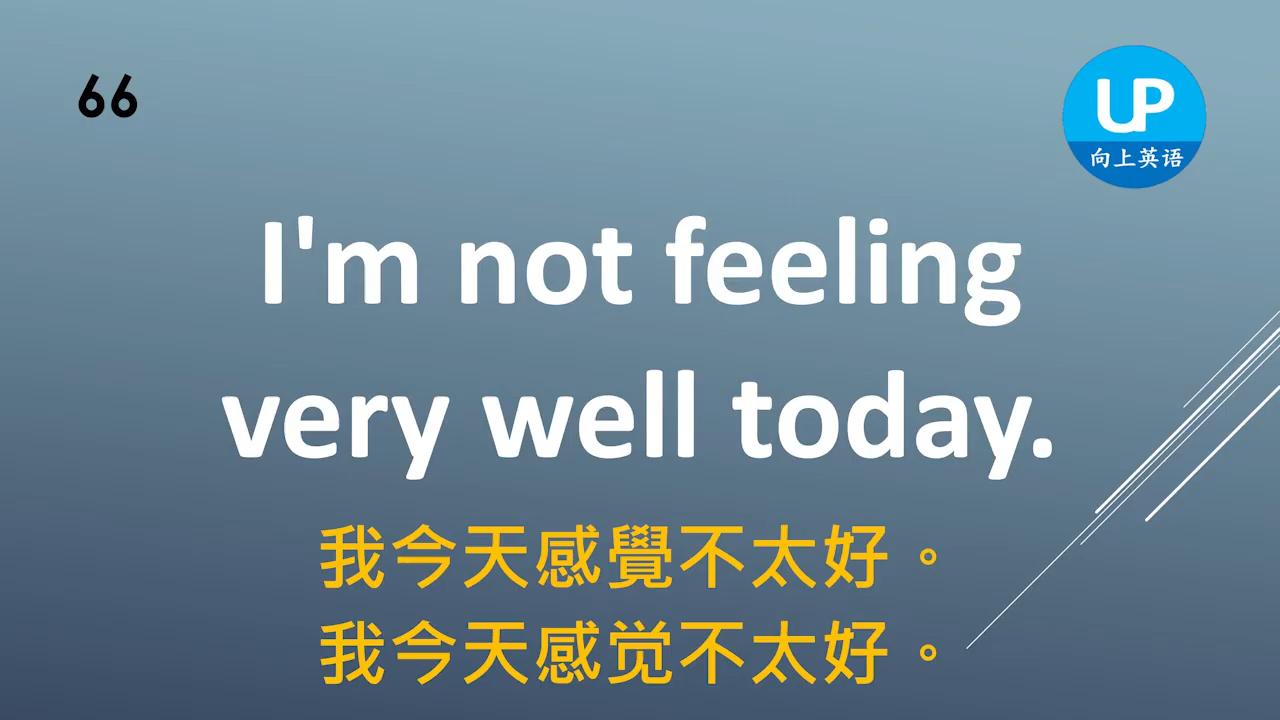 66
UP
向上英语
I'm not feeling
very well today.
我今天感覺不太好。
我今天感觉不太好。